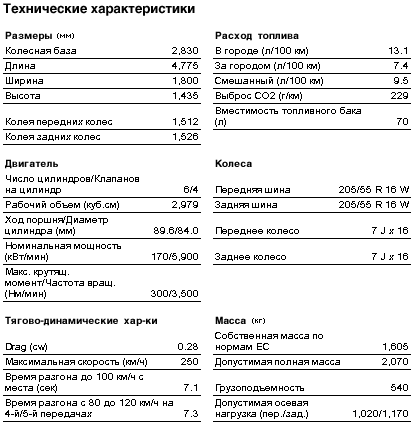 Технические характеристики
Размеры (мм)
Колесная база 2,830
Длина 4,775
Ширина 1,800
Высота 1,435
Колея передних колес 1,512
Колея задних колес 1,526
Расход топлива
В городе (л/100 км) 13.1
За городом (л/100 км) 7.4
Смешанный (л/100 км) 9.5
Выброс CO2 (г/км) 229
Вместимость топливного бака
(л) 70
Двигатель
Число цилиндров/Клапанов
на цилиндр 6/4
Рабочий объем (куб.см) 2,979
Ход поршня/Диаметр
цилиндра (мм) 89.6/84.0
Номинальная мощность
(кВт/мин) 170/5,900
Макс. крутящ.
момент/Частота вращ.
(Нм/мин) 300/3,500
Колеса
Передняя шина 205/55 R 16 W
Задняя шина 205/55 R 16 W
Переднее колесо 7 J x 16
Заднее колесо 7 J x 16
Тягово-динамические хар-ки
Drag (cw) 0.28
Максимальная скорость (км/ч) 250
Время разгона до 100 км/ч с
места (сек) 7.1
Время разгона с 80 до 120 км/ч на
4-й/5-й передачах 7.3
Масса (кг)
Собственная масса по
нормам ЕС 1,605
Допустимая полная масса 2,070
Грузоподъемность 540
Допустимая осевая
нагрузка (пер./зад.) 1,020/1,170